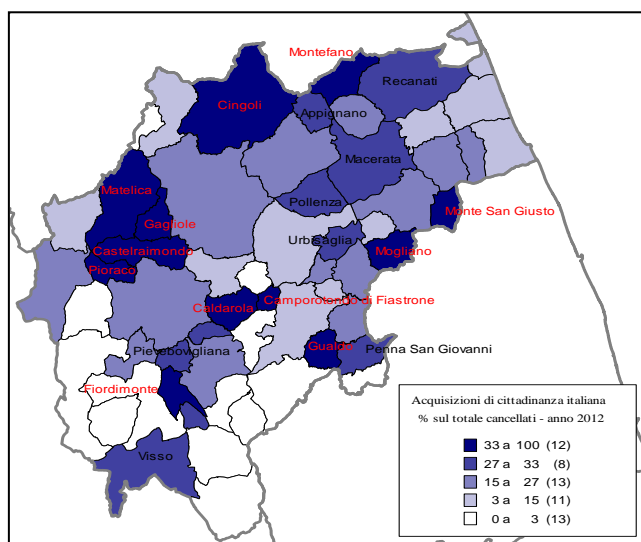 Montefano
Recanati
Cingoli
Appignano
Macerata
Matelica
Pollenza
Monte San Giusto
Gagliole
Urbisaglia
Castelraimondo
Mogliano
Pioraco
Camporotondo di Fiastrone
Caldarola
Gualdo
Pievebovigliana
Penna San Giovanni
Fiordimonte
Visso
Acquisizioni di cittadinanza italiana
% sul totale cancellati - anno 2012
33 a 100 (12)
27 a 33 (8)
15 a 27 (13)
3 a 15 (11)
0 a 3 (13)